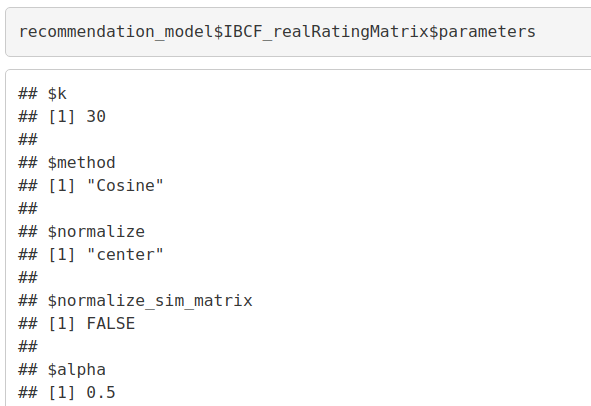 recommendation_model$IBCF_realRatingMatrix$parameters
## $k
## [1] 30
##
## $method
## [1] "Cosine"
##
## $normalize
## [1] "center"
##
## $normalize_sim_matrix
## [1] FALSE
##
## $alpha
## [1] 0.5